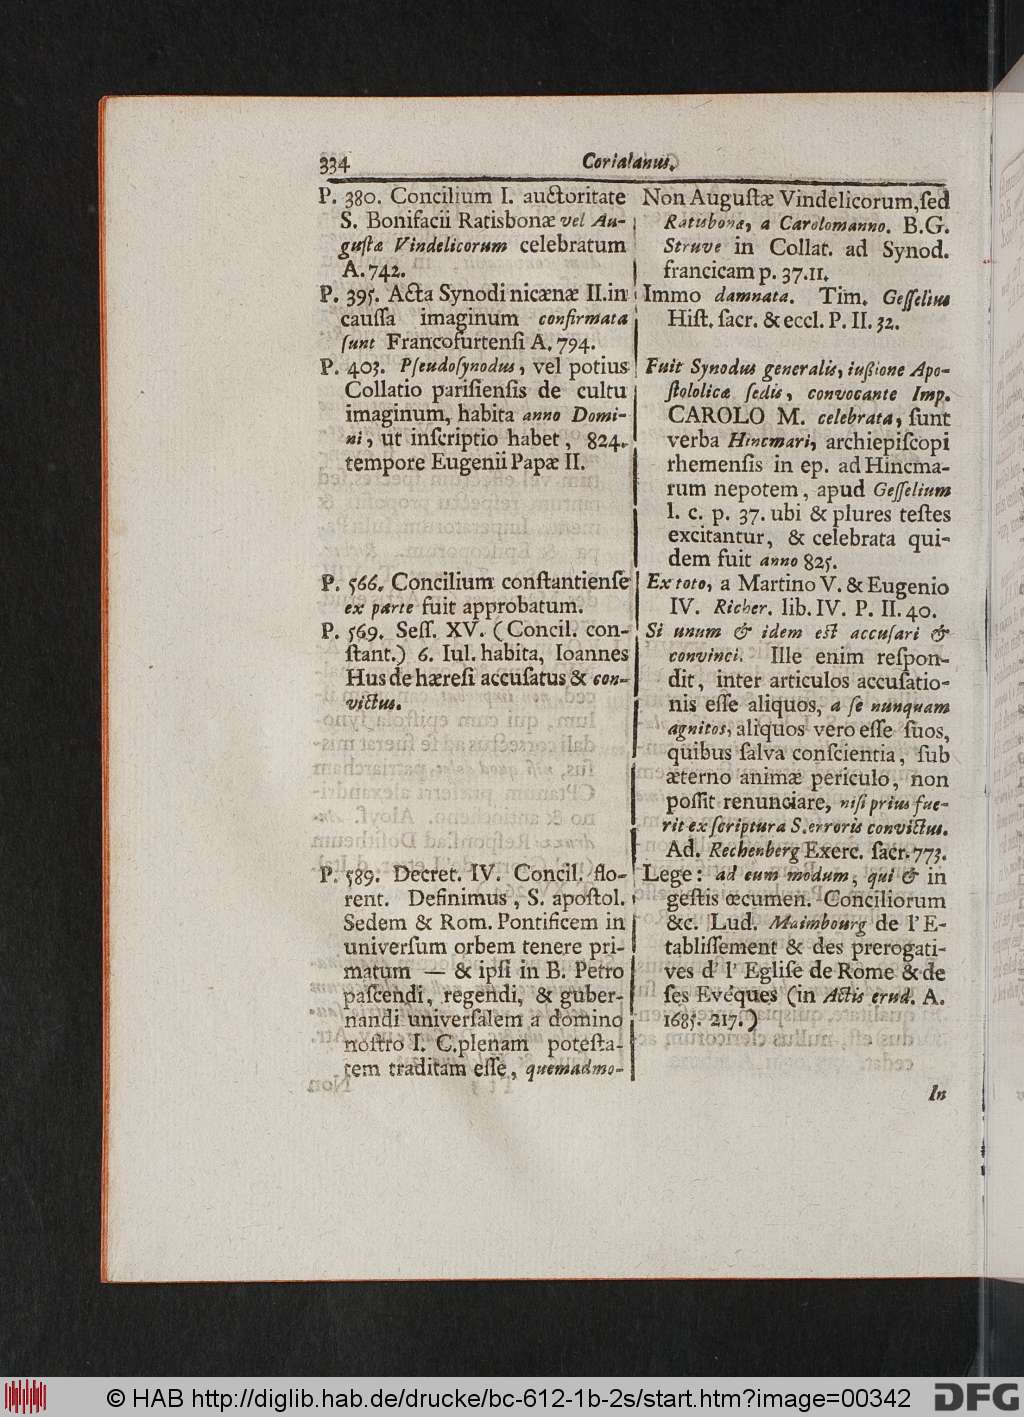 334
Coriolanus.
P. 380. Concilium I. auctoritate
S. Bonifacii Ratisbonæ vel Au-
guſtæ Vindelicorum celebratum
A. 742.
P. 395. Acta Synodi nicænæ II. in
cauſſa imaginum confirmata
ſunt Francofurtenſi A. 794.
P. 403. Pſeudoſynodus, vel potius
Collatio pariſienſis de cultu
imaginum, habita anno Domi-
ni, ut inſcriptio habet, 824.
tempore Eugenii Papæ II.
P. 566. Concilium conſtantienſe
ex parte fuit approbatum.
P. 569. Seſſ. XV. (Concil. con-
ſtant.) 6. Iul. habita, Ioannes
Hus de hæreſi accuſatus & con-
victus.
P. 589. Decret. IV. Concil. flo-
rent. Definimus, S. apoſtol.
Sedem & Rom. Pontificem in
univerſum orbem tenere pri-
matum — & ipſi in B. Petro
paſcendi, regendi, & guber-
nandi univerſalem a domino
noſtro I. C. plenam poteſta-
tem traditam eſſe, quemadmo-
Non Auguſtæ Vindelicorum, ſed
Ratisbonæ, a Carolomanno. B.G.
Struve in Collat. ad Synod.
francicam p. 37.11.
Immo damnata. Tim. Geſſelius
Hiſt. ſacr. & eccl. P. II. 32.
Fuit Synodus generalis, iußione Apo-
ſtololicæ ſedis, convocante Imp.
CAROLO M. celebrata, ſunt
verba Hincmari, archiepiſcopi
rhemenſis in ep. ad Hincma-
rum nepotem, apud Geſſelium
l. c. p. 37. ubi & plures teſtes
excitantur, & celebrata qui-
dem fuit anno 825.
Ex toto, a Martino V. & Eugenio
IV. Richer. lib. IV. P. II. 40.
Si unum & idem eſt accuſari &
convinci. Ille enim reſpon-
dit, inter articulos accuſatio-
nis eſſe aliquos, a ſe nunquam
agnitos, aliquos vero eſſe ſuos,
quibus ſalva conſcientia, ſub
æterno animæ periculo, non
poſſit renunciare, niſi prius fue-
rit ex ſcriptura S. erroris convictus.
Ad. Rechenberg Exerc. ſacr. 773.
Lege: ad eum modum, qui & in
geſtis œcumen. Conciliorum
&c. Lud. Maimbourg de l' E-
tabliſſement & des prerogati-
ves d' l' Egliſe de Rome & de
ſes Evéques (in Actis erud. A.
1685. 217.)
In
© HAB http://diglib.hab.de/drucke/bc-612-1b-2s/start.htm?image=00342
DFG